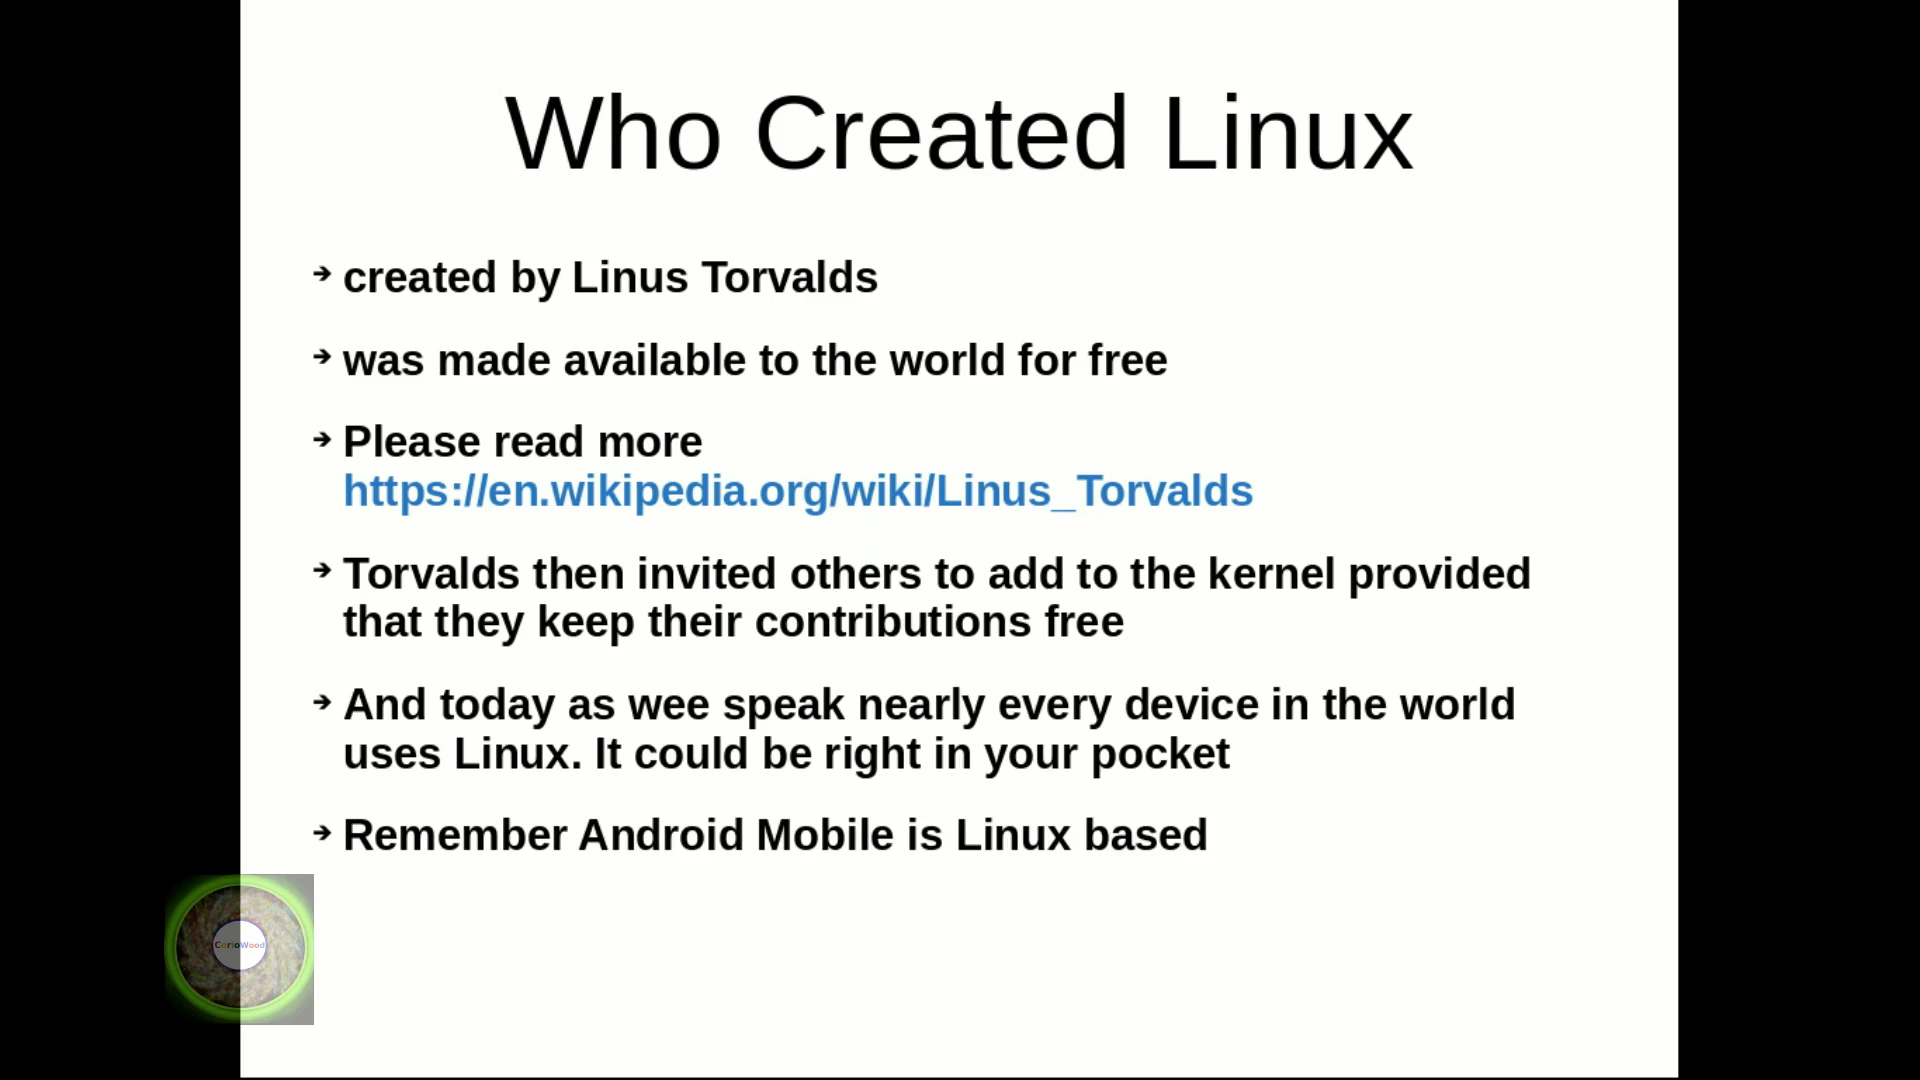 Who Created Linux
➔ created by Linus Torvalds
➔ was made available to the world for free
➔ Please read more
https://en.wikipedia.org/wiki/Linus_Torvalds
➔ Torvalds then invited others to add to the kernel provided
that they keep their contributions free
➔ And today as wee speak nearly every device in the world
uses Linux. It could be right in your pocket
➔ Remember Android Mobile is Linux based
CorioWood